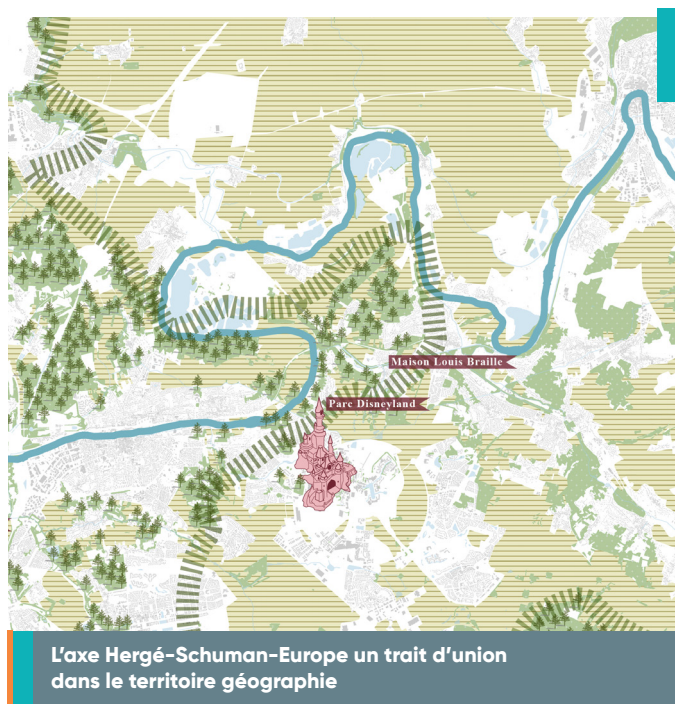 Maison Louis Braille
Parc Disneyland
L’axe Hergé-Schuman-Europe un trait d’union
dans le territoire géographie